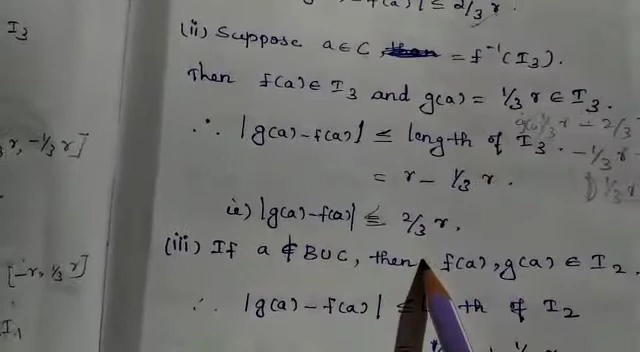 (a)| ≤ 2/3 r.
I3
(ii) Suppose a ∈ C, = f⁻¹(I3).
Then f(a) ∈ I3 and g(a) = 1/3 r ∈ I3.
r, -1/3 r]
∴ |g(a) - f(a)| ≤ length of I3.
= r - 1/3 r.
ie) |g(a) - f(a)| ≤ 2/3 r.
(iii) If a ∉ B∪C, then f(a), g(a) ∈ I2.
[-r, 1/3 r]
∴ |g(a) - f(a)| ≤ th of I2
I1